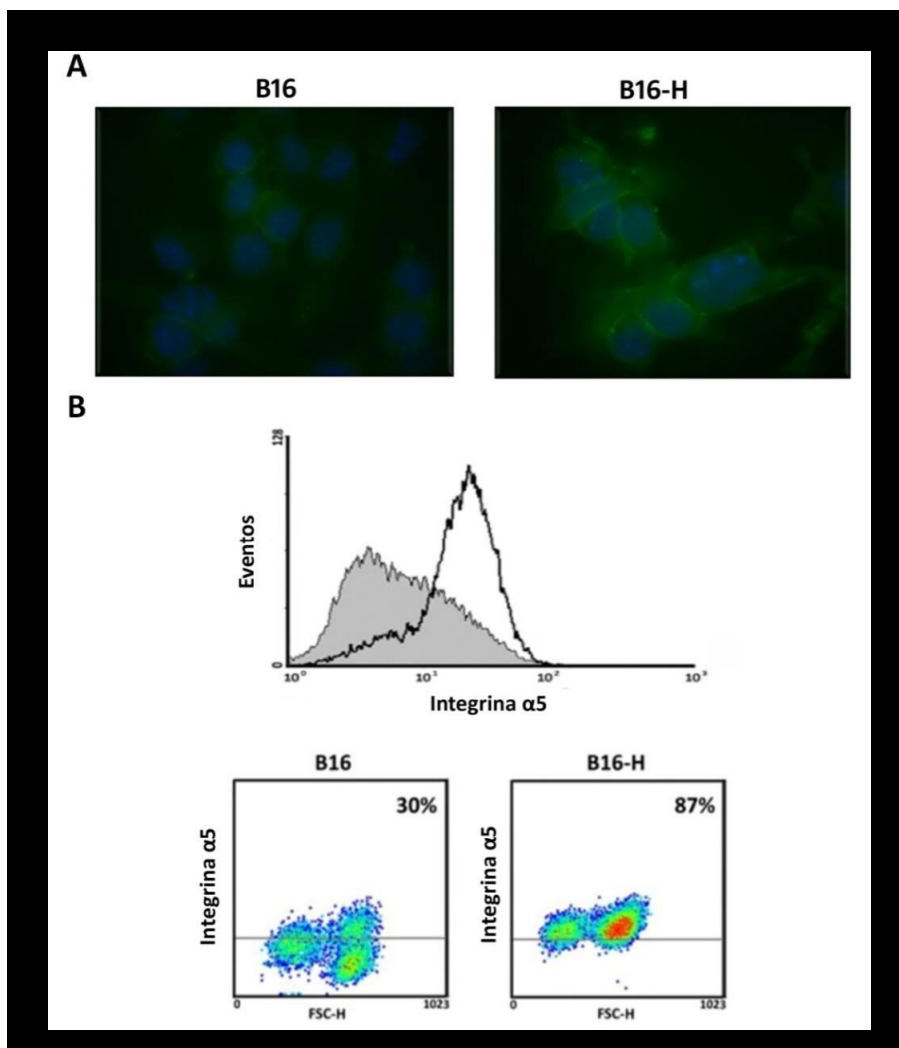 A
B16
B16-H
B
128
Eventos
0
10⁰
10¹
10²
10³
Integrina α5
B16
B16-H
30%
87%
Integrina α5
Integrina α5
0
1023
0
1023
FSC-H
FSC-H